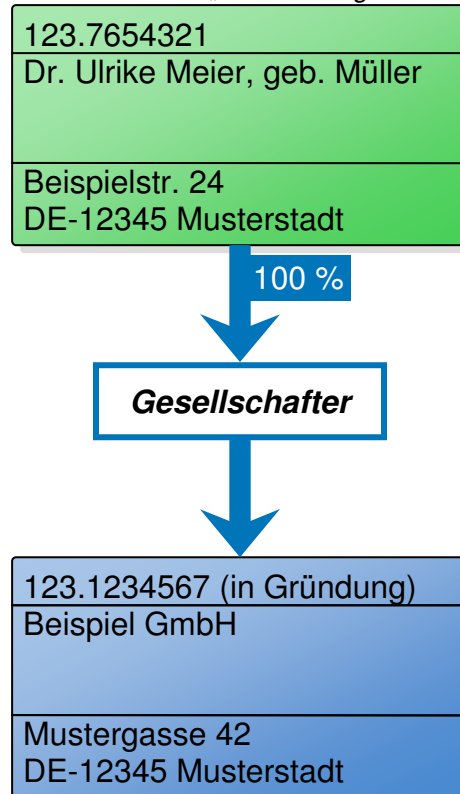 123.7654321
Dr. Ulrike Meier, geb. Müller
Beispielstr. 24
DE-12345 Musterstadt
100 %
Gesellschafter
123.1234567 (in Gründung)
Beispiel GmbH
Mustergasse 42
DE-12345 Musterstadt